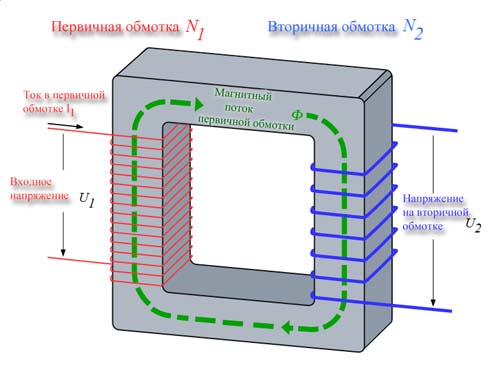 Первичная обмотка N1
Вторичная обмотка N2
Ток в первичной
обмотке I1
Магнитный
поток
первичной обмотки
Ф
Входное
напряжение
U1
Напряжение
на вторичной
обмотке
U2